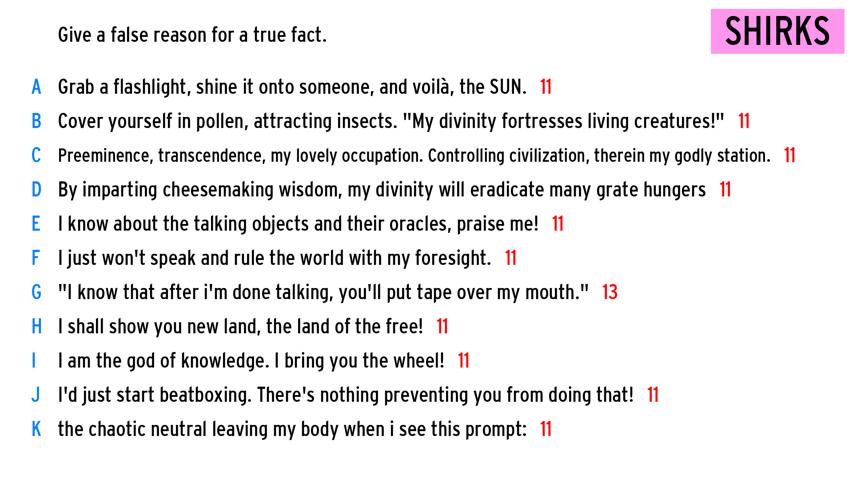 Give a false reason for a true fact.
SHIRKS
A Grab a flashlight, shine it onto someone, and voilà, the SUN. 11
B Cover yourself in pollen, attracting insects. "My divinity fortresses living creatures!" 11
C Preeminence, transcendence, my lovely occupation. Controlling civilization, therein my godly station. 11
D By imparting cheesemaking wisdom, my divinity will eradicate many grate hungers 11
E I know about the talking objects and their oracles, praise me! 11
F I just won't speak and rule the world with my foresight. 11
G "I know that after i'm done talking, you'll put tape over my mouth." 13
H I shall show you new land, the land of the free! 11
I I am the god of knowledge. I bring you the wheel! 11
J I'd just start beatboxing. There's nothing preventing you from doing that! 11
K the chaotic neutral leaving my body when i see this prompt: 11